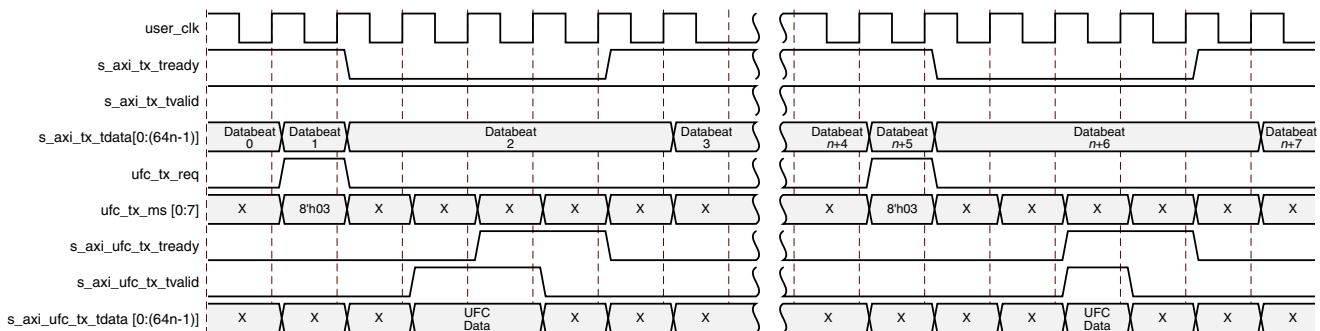 user_clk
s_axi_tx_tready
s_axi_tx_tvalid
s_axi_tx_tdata[0:(64n-1)]
Databeat
0
Databeat
1
Databeat
2
Databeat
3
Databeat
n+4
Databeat
n+5
Databeat
n+6
Databeat
n+7
ufc_tx_req
ufc_tx_ms [0:7]
X
8'h03
X
X
X
X
X
X
X
8'h03
X
X
X
X
X
X
s_axi_ufc_tx_tready
s_axi_ufc_tx_tvalid
s_axi_ufc_tx_tdata [0:(64n-1)]
X
X
X
UFC
Data
X
X
X
X
X
X
X
UFC
Data
X
X
X